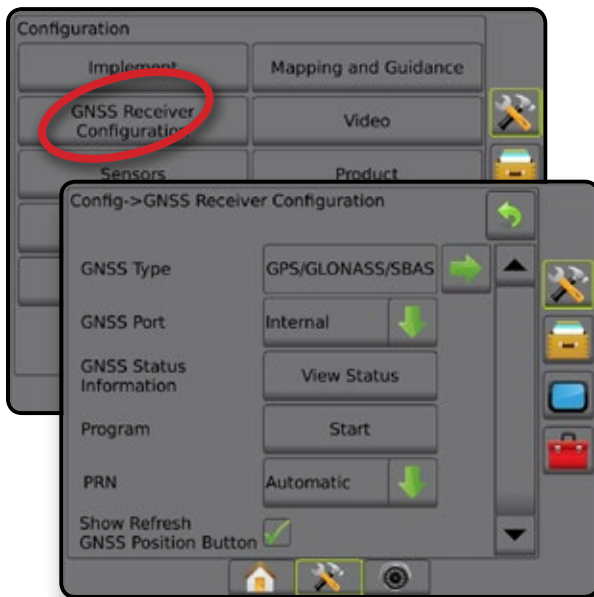 Configuration
Implement
Mapping and Guidance
GNSS Receiver
Configuration
Video
Sensors
Product
Config->GNSS Receiver Configuration
GNSS Type
GPS/GLONASS/SBAS
GNSS Port
Internal
GNSS Status
Information
View Status
Program
Start
PRN
Automatic
Show Refresh
GNSS Position Button